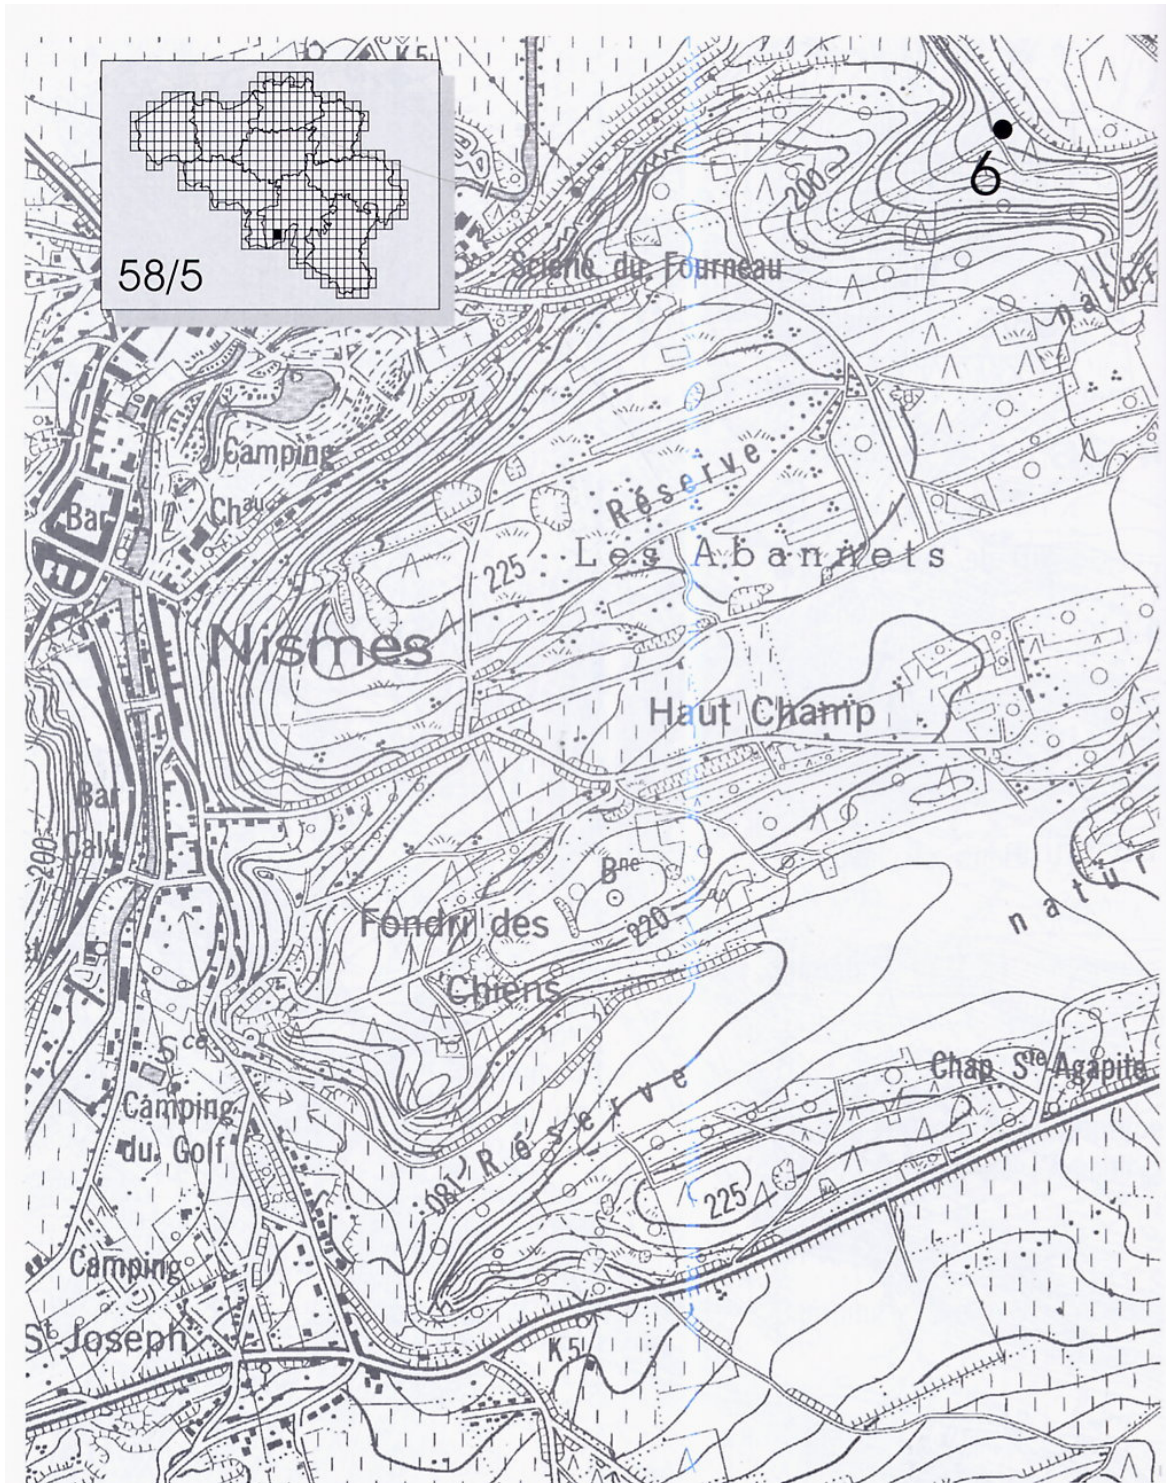 K5
6
200
58/5
Scierie du Fourneau
natur
Camping
Réserve
Bar
Chau
Les Abannets
225
Nismes
Haut Champ
Bar
Calv
200
Bne
natur
Fondri des
220
Chiens
Sce
Chap Ste Agapite
Camping
du Golf
Réserve
180
225
Camping
St Joseph
K5